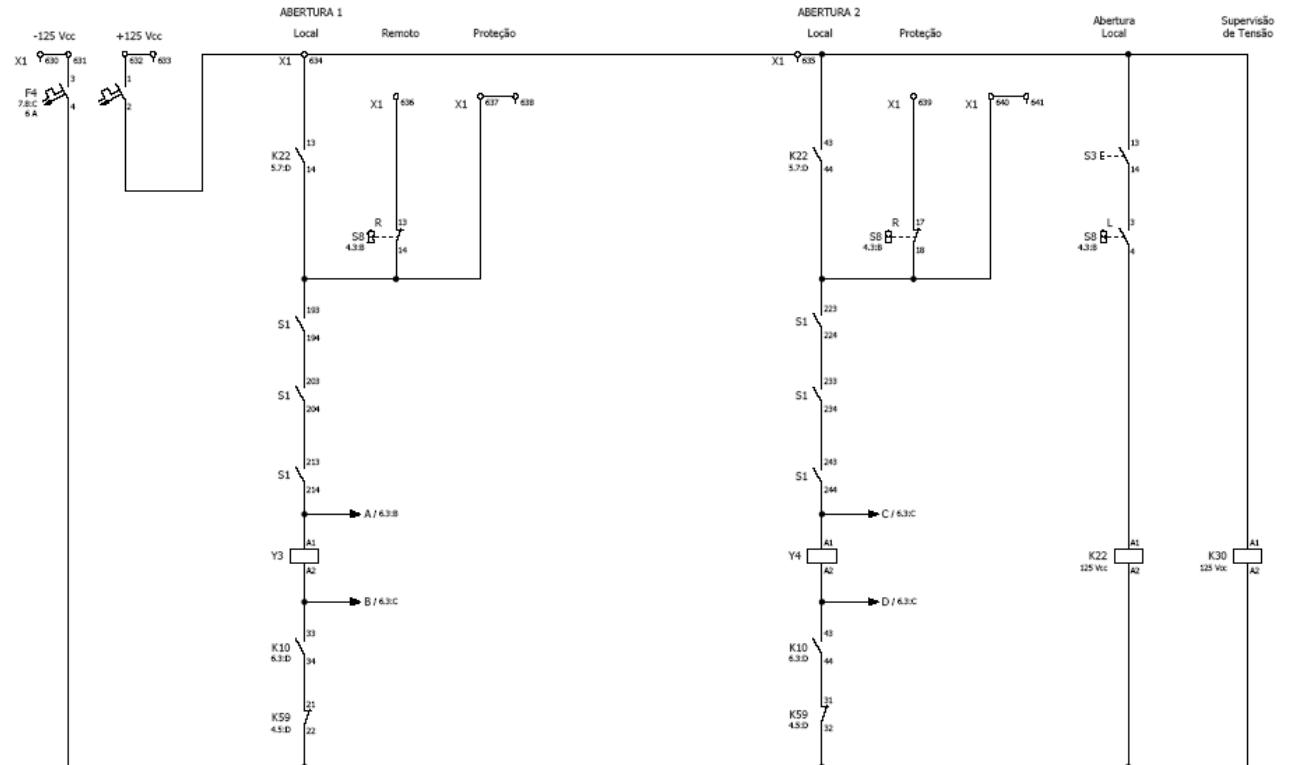 ABERTURA 1
ABERTURA 2
-125 Vcc
+125 Vcc
Local
Remoto
Proteção
Local
Proteção
Abertura
Local
Supervisão
de Tensão
X1
630
631
632
633
X1
634
X1
635
F4
7.8:C
6 A
3
4
1
2
X1
636
X1
637
638
X1
639
X1
640
641
K22
5.7:D
13
14
K22
5.7:D
43
44
S3
13
14
R
S8
4.3:B
13
14
R
S8
4.3:B
17
18
L
S8
4.3:B
3
4
S1
193
194
S1
223
224
S1
203
204
S1
233
234
S1
213
214
S1
243
244
A / 6.3:B
C / 6.3:C
Y3
A1
A2
Y4
A1
A2
K22
125 Vcc
A1
A2
K30
125 Vcc
A1
A2
B / 6.3:C
D / 6.3:C
K10
6.3:D
33
34
K10
6.3:D
43
44
K59
4.5:D
21
22
K59
4.5:D
31
32